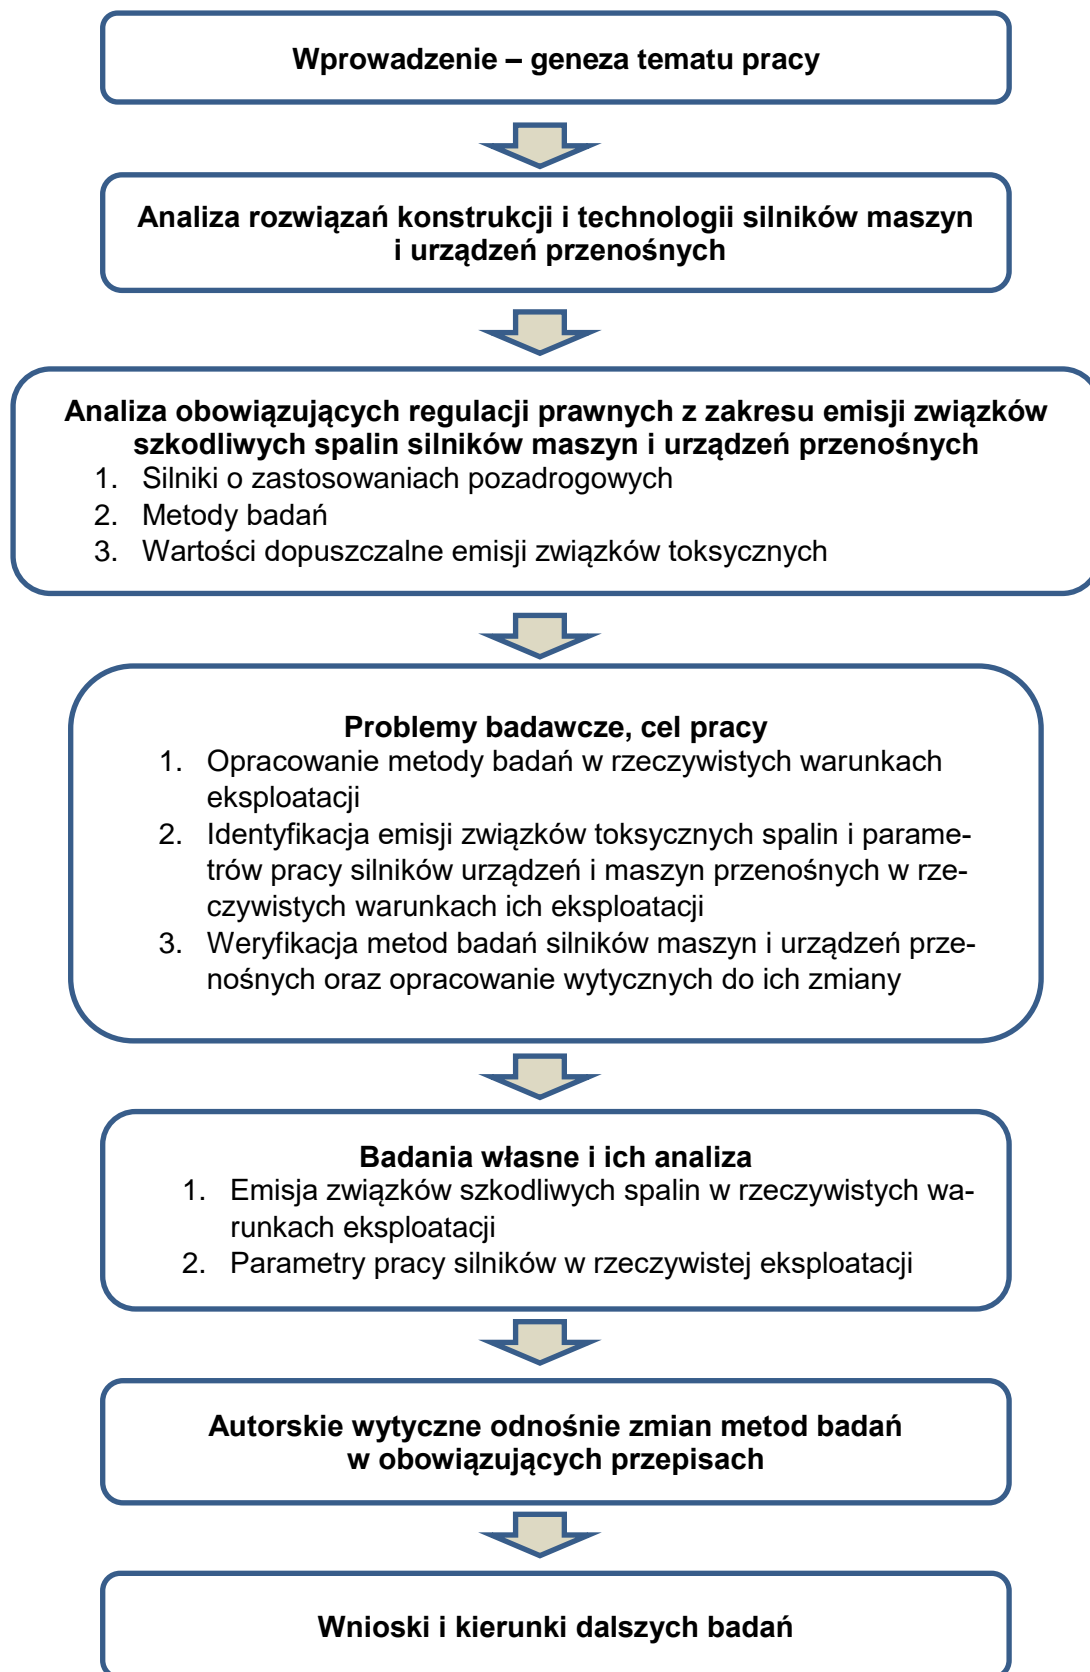 Wprowadzenie – geneza tematu pracy
Analiza rozwiązań konstrukcji i technologii silników maszyn
i urządzeń przenośnych
Analiza obowiązujących regulacji prawnych z zakresu emisji związków
szkodliwych spalin silników maszyn i urządzeń przenośnych
1. Silniki o zastosowaniach pozadrogowych
2. Metody badań
3. Wartości dopuszczalne emisji związków toksycznych
Problemy badawcze, cel pracy
1. Opracowanie metody badań w rzeczywistych warunkach
eksploatacji
2. Identyfikacja emisji związków toksycznych spalin i parame-
trów pracy silników urządzeń i maszyn przenośnych w rze-
czywistych warunkach ich eksploatacji
3. Weryfikacja metod badań silników maszyn i urządzeń prze-
nośnych oraz opracowanie wytycznych do ich zmiany
Badania własne i ich analiza
1. Emisja związków szkodliwych spalin w rzeczywistych wa-
runkach eksploatacji
2. Parametry pracy silników w rzeczywistej eksploatacji
Autorskie wytyczne odnośnie zmian metod badań
w obowiązujących przepisach
Wnioski i kierunki dalszych badań